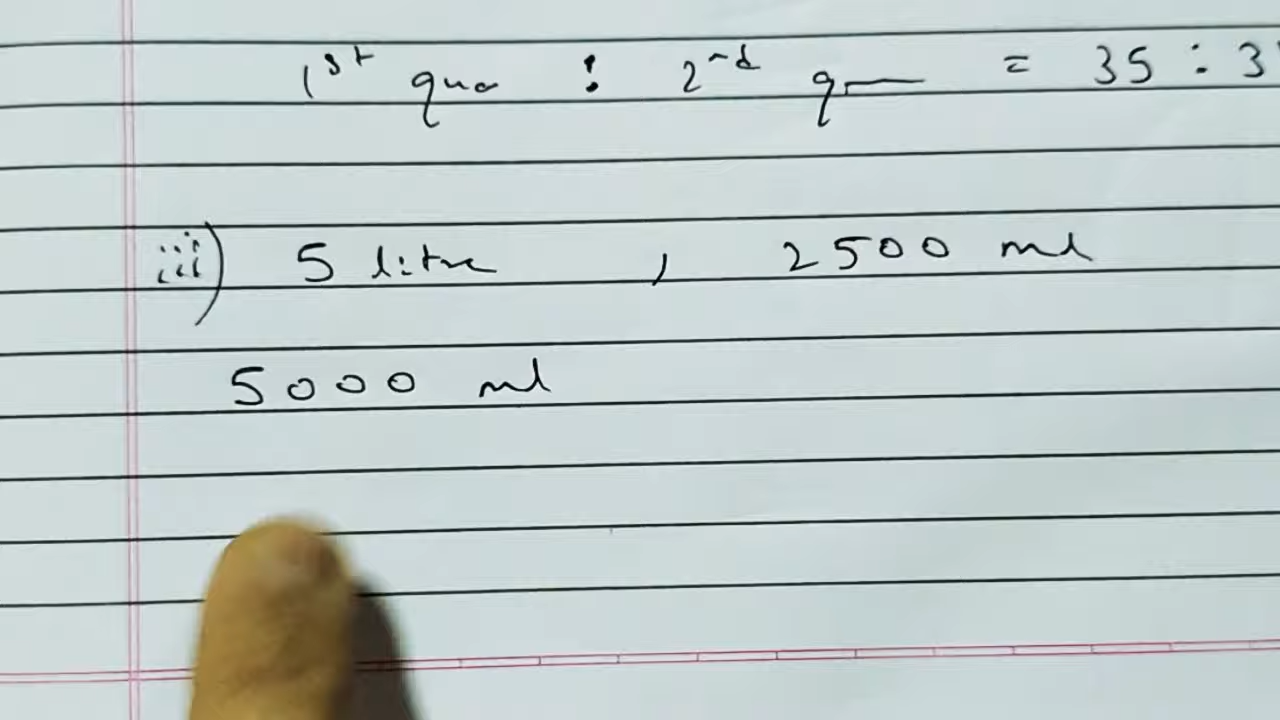 1st qua : 2nd q = 35 : 3
iii) 5 litre , 2500 ml
5000 ml